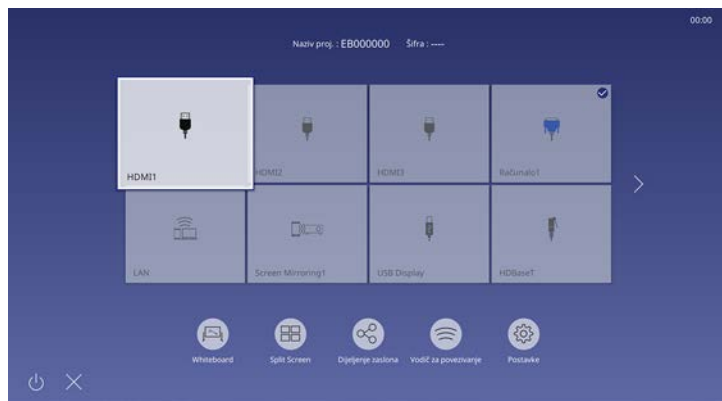 00:00
Naziv proj. : EB000000 Šifra : ----
HDMI1
HDMI2
HDMI3
Računalo1
LAN
Screen Mirroring1
USB Display
HDBaseT
Whiteboard
Split Screen
Dijeljenje zaslona
Vodič za povezivanje
Postavke